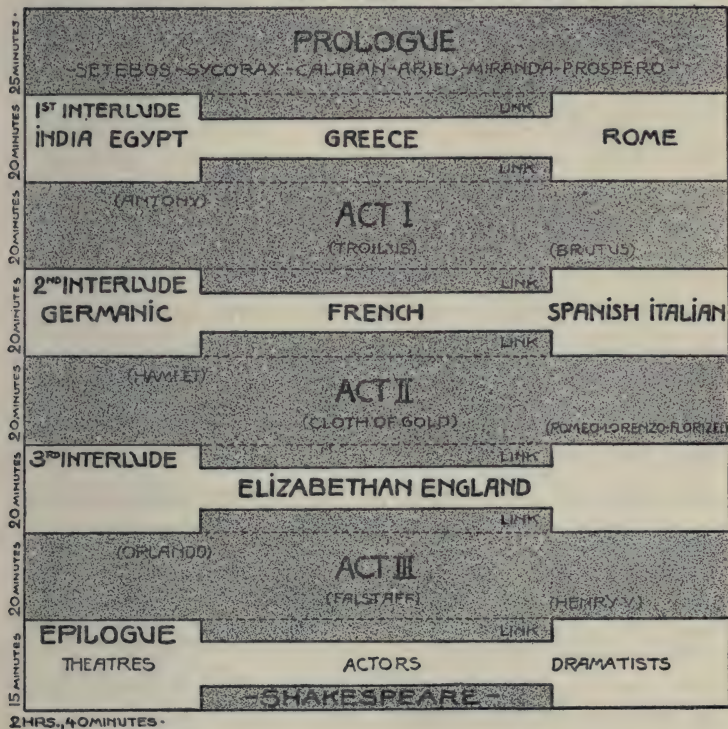 PROLOGUE
-SETEBOS-SYCORAX-CALIBAN-ARIEL-MIRANDA-PROSPERO-
25 MINUTES.
LINK
1ST INTERLUDE
INDIA EGYPT
GREECE
ROME
20 MINUTES
LINK
(ANTONY)
ACT I
(TROILUS)
(BRUTUS)
20 MINUTES
LINK
2ND INTERLUDE
GERMANIC
FRENCH
SPANISH ITALIAN
20 MINUTES
LINK
(HAMLET)
ACT II
(CLOTH OF GOLD)
(ROMEO-LORENZO-FLORIZEL)
20 MINUTES
LINK
3RD INTERLUDE
ELIZABETHAN ENGLAND
20 MINUTES
LINK
(ORLANDO)
ACT III
(FALSTAFF)
(HENRY V)
20 MINUTES
LINK
EPILOGUE
THEATRES
ACTORS
DRAMATISTS
15 MINUTES
-SHAKESPEARE-
2 HRS., 40 MINUTES.